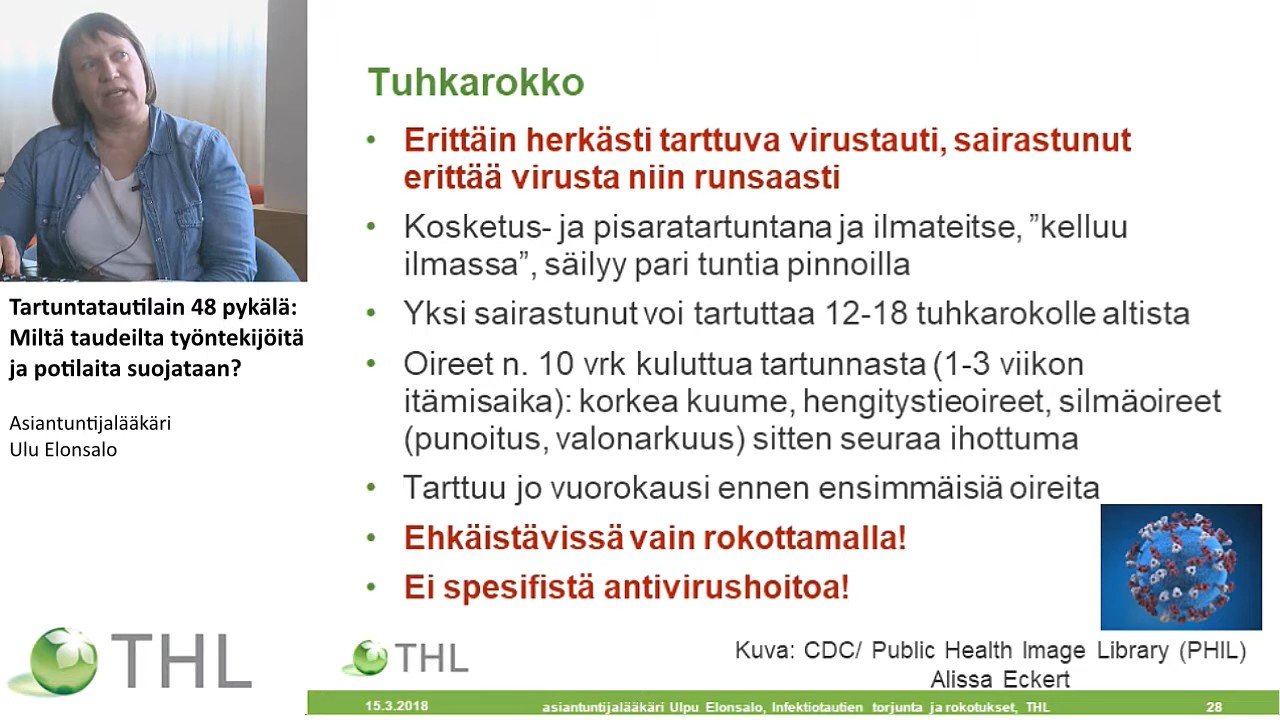 Tuhkarokko
• Erittäin herkästi tarttuva virustauti, sairastunut
erittää virusta niin runsaasti
• Kosketus- ja pisaratartuntana ja ilmateitse, ”kelluu
ilmassa”, säilyy pari tuntia pinnoilla
• Yksi sairastunut voi tartuttaa 12-18 tuhkarokolle altista
• Oireet n. 10 vrk kuluttua tartunnasta (1-3 viikon
itämisaika): korkea kuume, hengitystieoireet, silmäoireet
(punoitus, valonarkuus) sitten seuraa ihottuma
• Tarttuu jo vuorokausi ennen ensimmäisiä oireita
• Ehkäistävissä vain rokottamalla!
• Ei spesifistä antivirushoitoa!
Kuva: CDC/ Public Health Image Library (PHIL)
Alissa Eckert
THL
15.3.2018 asiantuntijalääkäri Ulpu Elonsalo, Infektiotautien torjunta ja rokotukset, THL 28
Tartuntatautilain 48 pykälä:
Miltä taudeilta työntekijöitä
ja potilaita suojataan?
Asiantuntijalääkäri
Ulu Elonsalo
THL